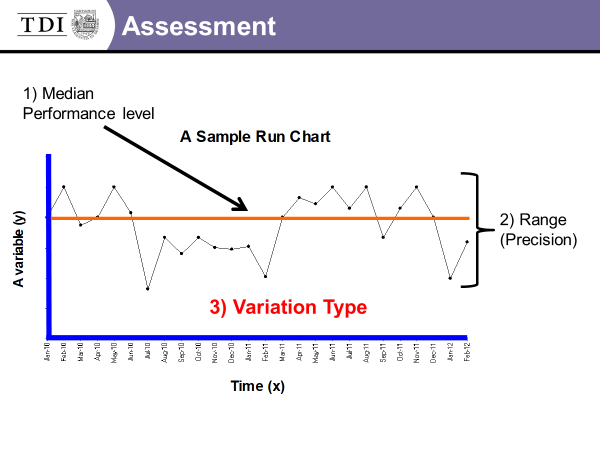 TDI
Assessment
1) Median
Performance level
A Sample Run Chart
A variable (y)
2) Range
(Precision)
3) Variation Type
Jan-10
Feb-10
Mar-10
Apr-10
May-10
Jun-10
Jul-10
Aug-10
Sep-10
Oct-10
Nov-10
Dec-10
Jan-11
Feb-11
Mar-11
Apr-11
May-11
Jun-11
Jul-11
Aug-11
Sep-11
Oct-11
Nov-11
Dec-11
Jan-12
Feb-12
Time (x)